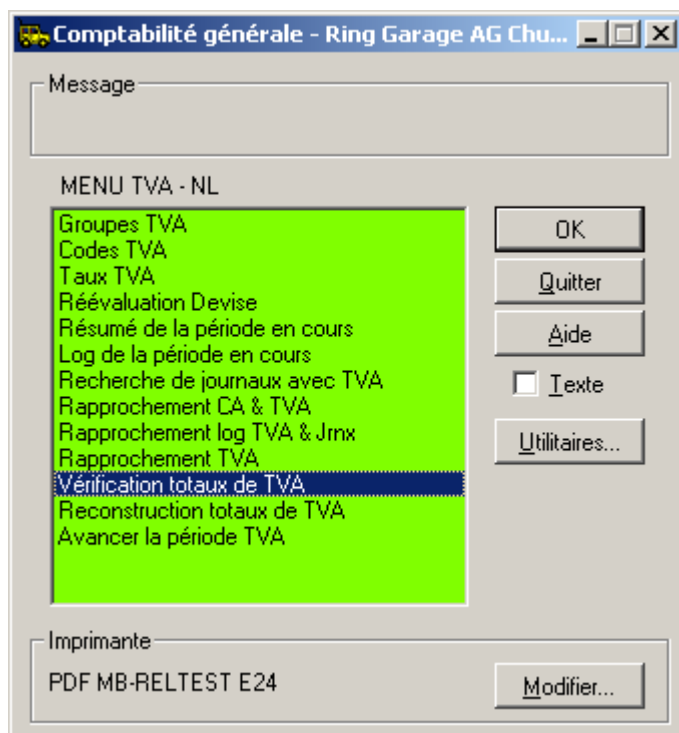 Comptabilité générale - Ring Garage AG Chu...
Message
MENU TVA - NL
Groupes TVA
Codes TVA
Taux TVA
Réévaluation Devise
Résumé de la période en cours
Log de la période en cours
Recherche de journaux avec TVA
Rapprochement CA & TVA
Rapprochement log TVA & Jrnx
Rapprochement TVA
Vérification totaux de TVA
Reconstruction totaux de TVA
Avancer la période TVA
OK
Quitter
Aide
Texte
Utilitaires...
Imprimante
PDF MB-RELTEST E24
Modifier...